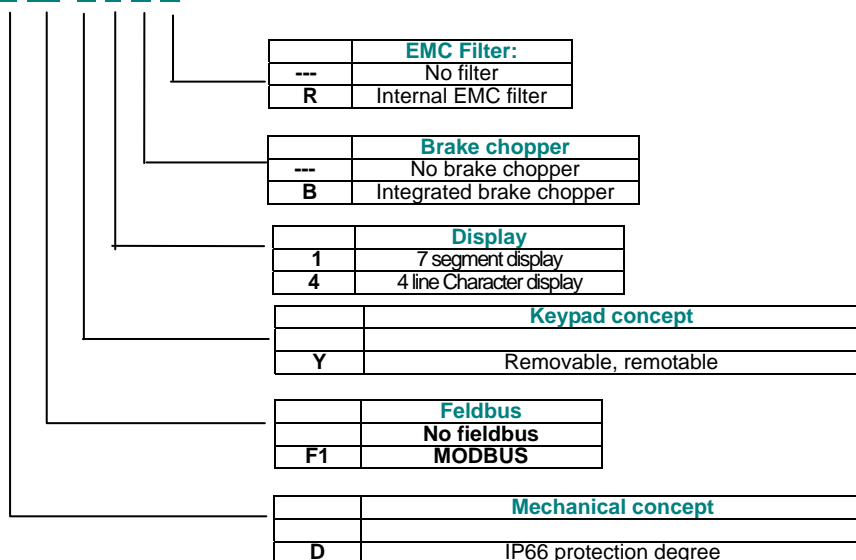 EMC Filter:
--- No filter
R Internal EMC filter
Brake chopper
--- No brake chopper
B Integrated brake chopper
Display
1 7 segment display
4 4 line Character display
Keypad concept
Y Removable, remotable
Feldbus
No fieldbus
F1 MODBUS
Mechanical concept
D IP66 protection degree